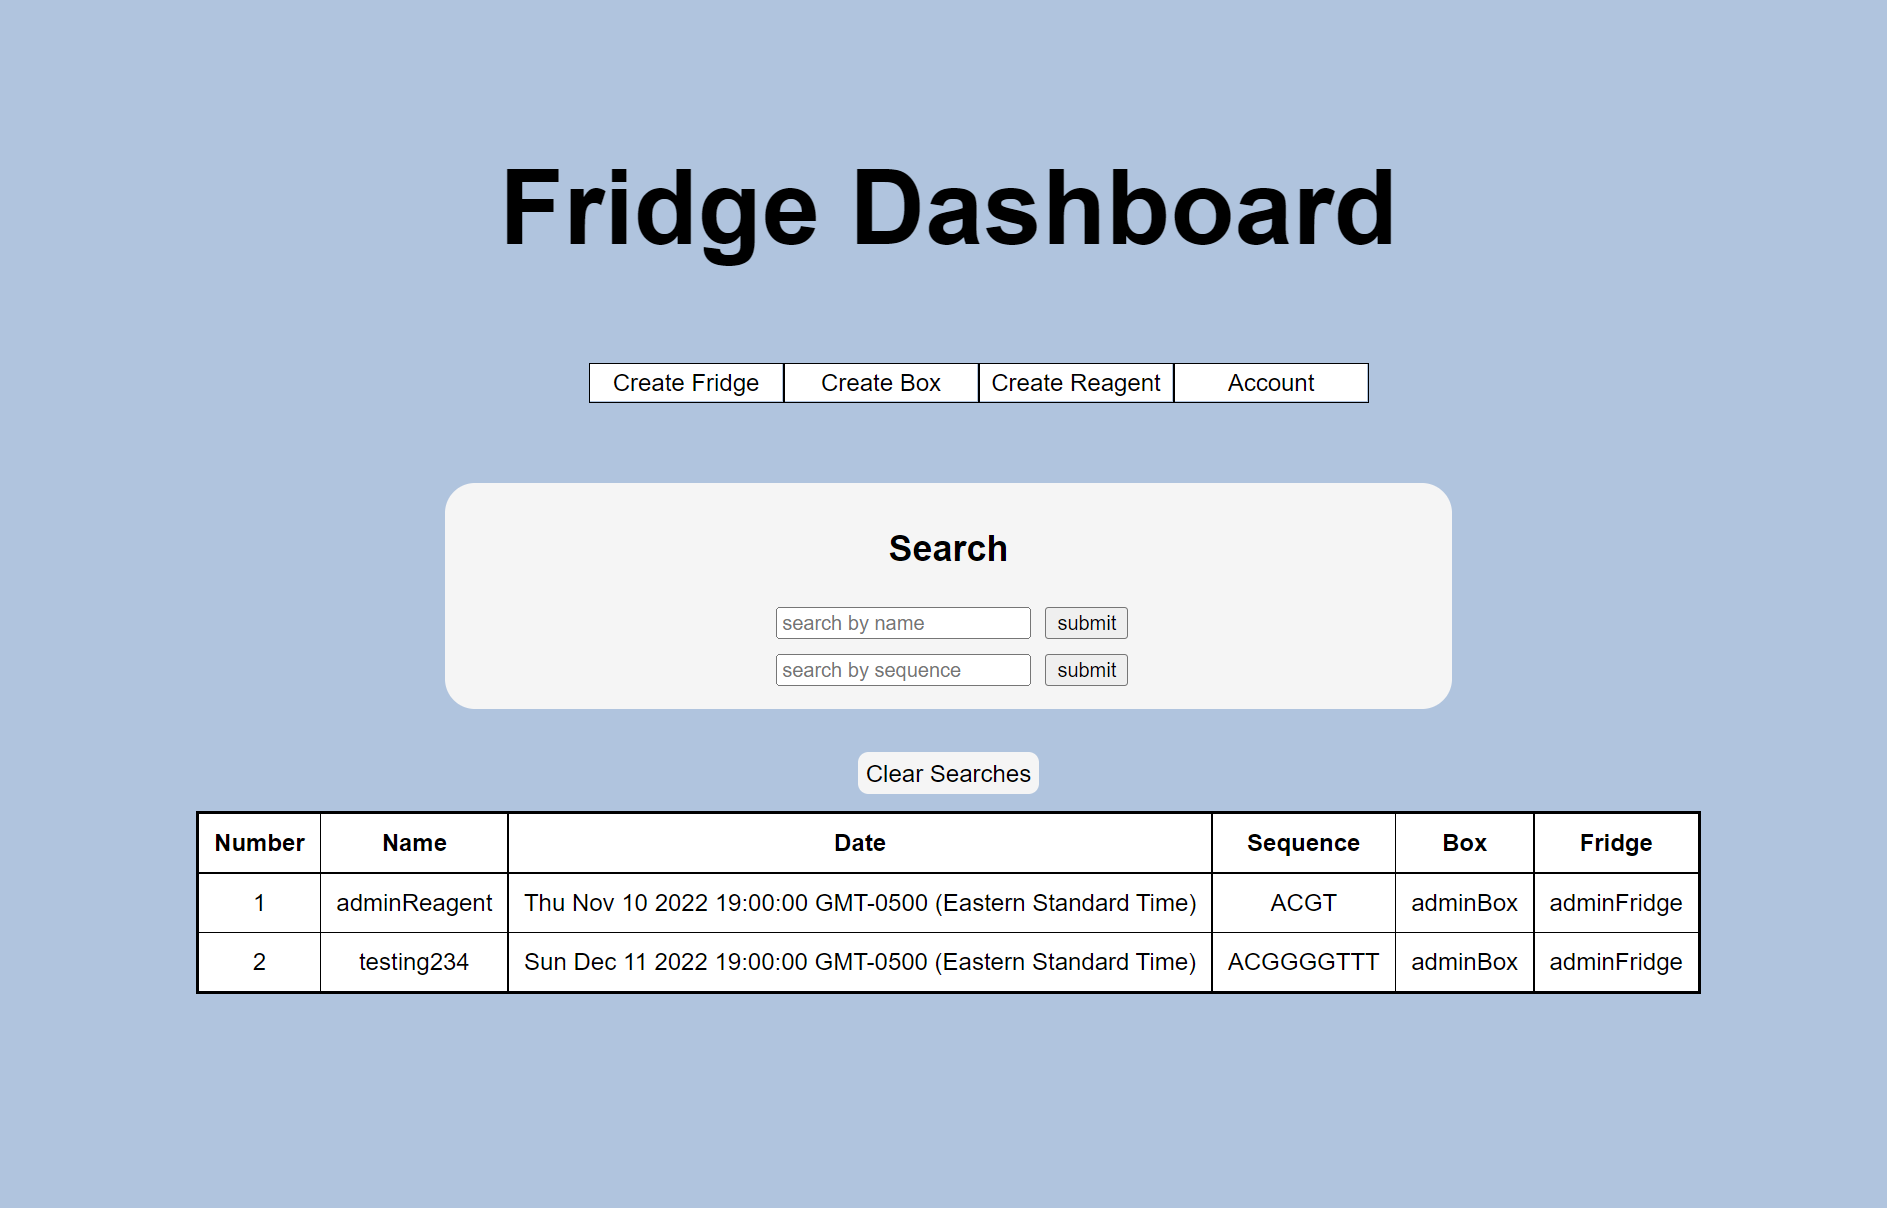 Fridge Dashboard
Create Fridge Create Box Create Reagent Account
Search
search by name submit
search by sequence submit
Clear Searches
Number Name Date Sequence Box Fridge
1 adminReagent Thu Nov 10 2022 19:00:00 GMT-0500 (Eastern Standard Time) ACGT adminBox adminFridge
2 testing234 Sun Dec 11 2022 19:00:00 GMT-0500 (Eastern Standard Time) ACGGGGTTT adminBox adminFridge